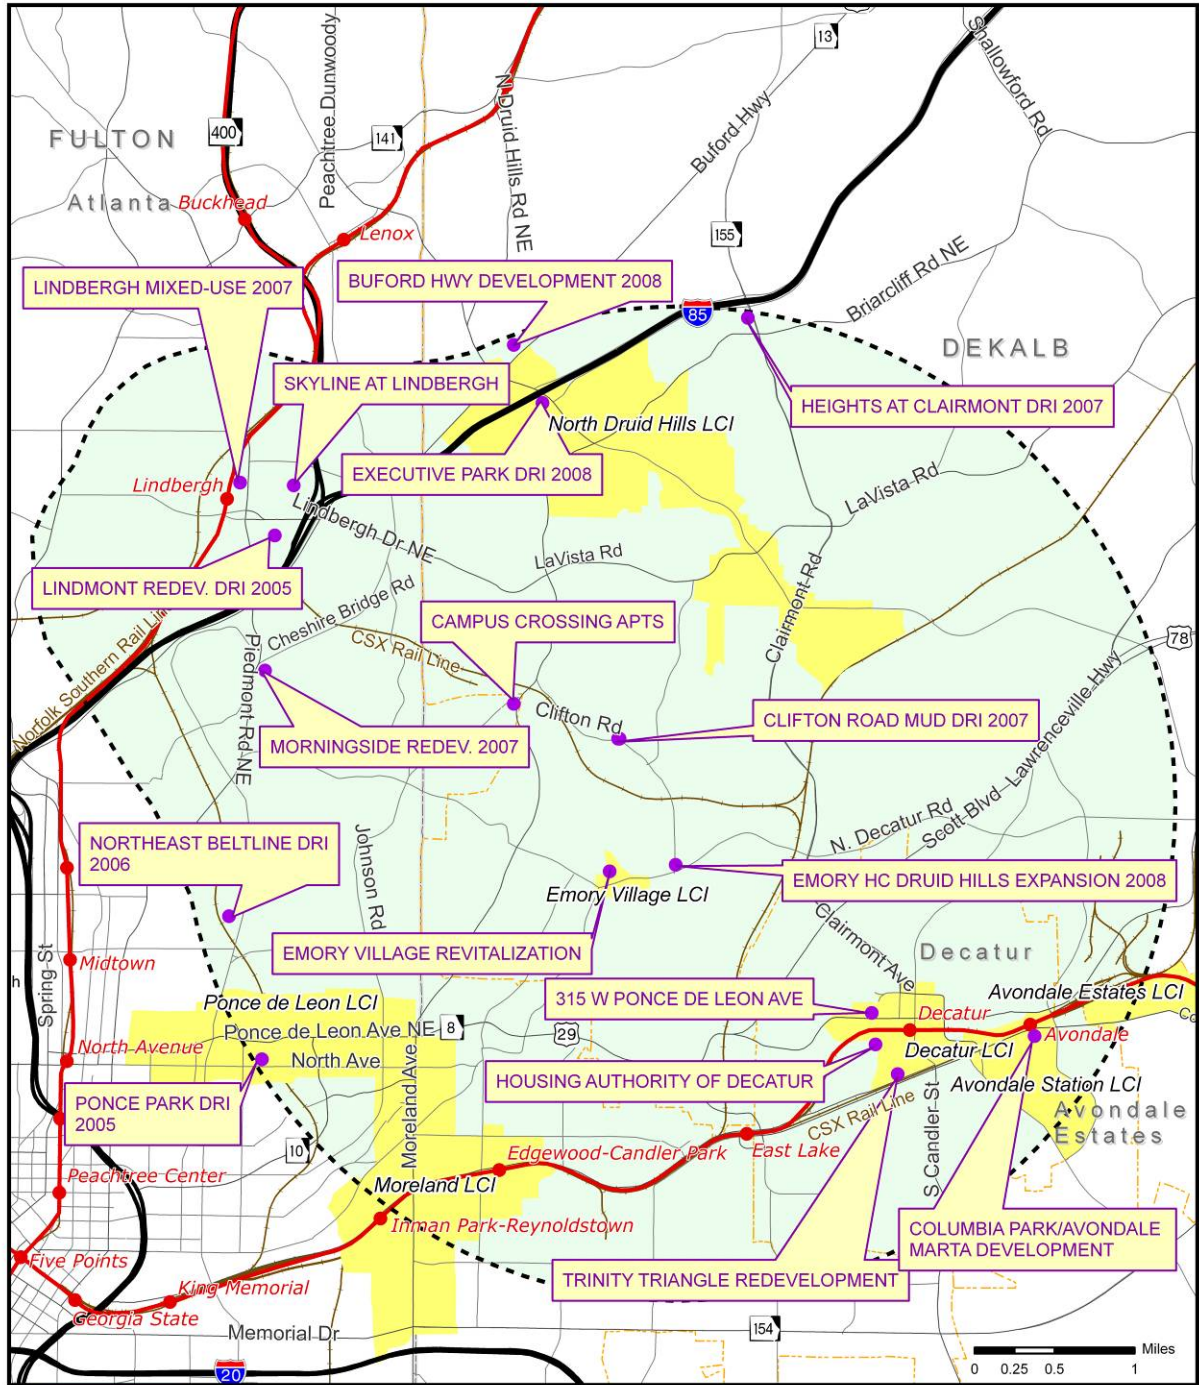 13
Shallowford Rd
Peachtree Dunwoody
N Druid Hills Rd NE
Buford Hwy
FULTON
400
141
Atlanta
Buckhead
Lenox
155
Briarcliff Rd NE
LINDBERGH MIXED-USE 2007
BUFORD HWY DEVELOPMENT 2008
85
DEKALB
SKYLINE AT LINDBERGH
HEIGHTS AT CLAIRMONT DRI 2007
North Druid Hills LCI
EXECUTIVE PARK DRI 2008
Lindbergh
LaVista Rd
Lindbergh Dr NE
LaVista Rd
LINDMONT REDEV. DRI 2005
Cheshire Bridge Rd
CAMPUS CROSSING APTS
Clairmont Rd
Norfolk Southern Rail Line
Piedmont Rd NE
CSX Rail Line
78
Clifton Rd
CLIFTON ROAD MUD DRI 2007
MORNINGSIDE REDEV. 2007
Lawrenceville Hwy
Scott Blvd
N. Decatur Rd
NORTHEAST BELTLINE DRI
2006
Johnson Rd
EMORY HC DRUID HILLS EXPANSION 2008
Emory Village LCI
Clairmont Ave
EMORY VILLAGE REVITALIZATION
Decatur
Spring St
Midtown
h
Ponce de Leon LCI
315 W PONCE DE LEON AVE
Avondale Estates LCI
Decatur
Co
Ponce de Leon Ave NE
8
29
Avondale
North Avenue
North Ave
Decatur LCI
HOUSING AUTHORITY OF DECATUR
Avondale Station LCI
PONCE PARK DRI
2005
Moreland Ave
CSX Rail Line
S Candler St
Avondale
Estates
10
Edgewood-Candler Park
East Lake
Peachtree Center
Moreland LCI
Inman Park-Reynoldstown
COLUMBIA PARK/AVONDALE
MARTA DEVELOPMENT
Five Points
TRINITY TRIANGLE REDEVELOPMENT
King Memorial
Georgia State
Memorial Dr
154
Miles
0 0.25 0.5 1
20